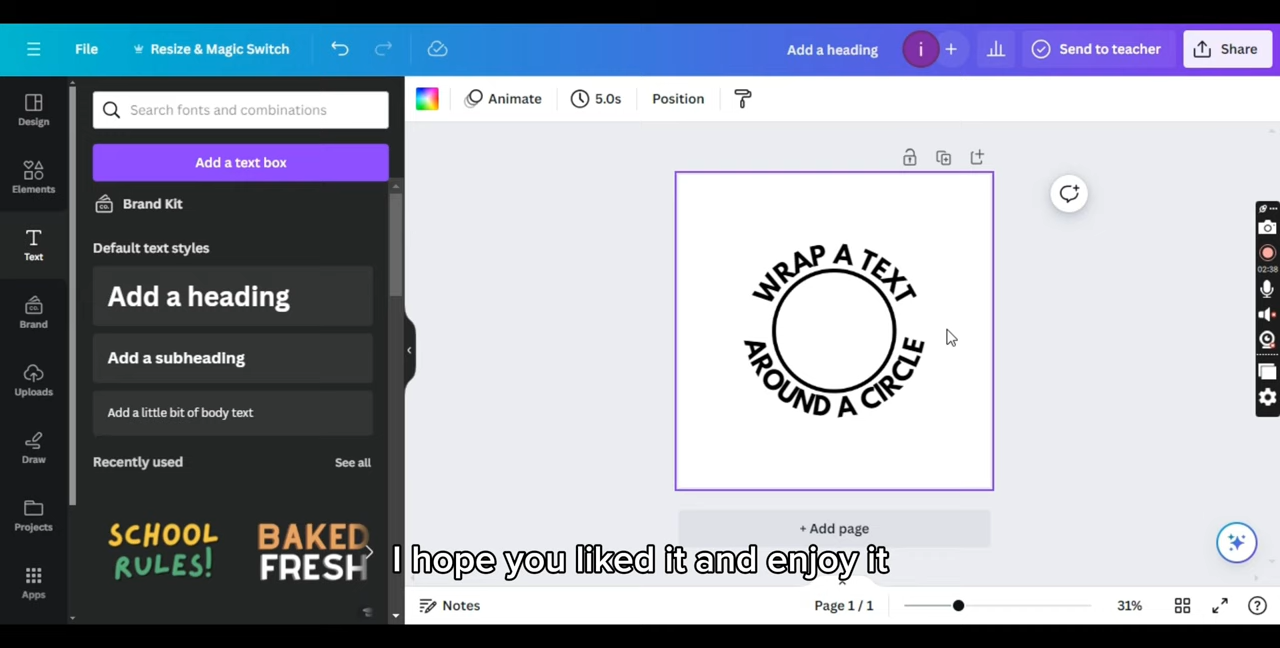 File
Resize & Magic Switch
Add a heading
i
Send to teacher
Share
Design
Elements
Text
Brand
Uploads
Draw
Projects
Apps
Search fonts and combinations
Add a text box
CO.
Brand Kit
Default text styles
Add a heading
Add a subheading
Add a little bit of body text
Recently used
See all
SCHOOL
RULES!
BAKED
FRESH
Animate
5.0s
Position
WRAP A TEXT
AROUND A CIRCLE
+ Add page
I hope you liked it and enjoy it
Notes
Page 1 / 1
31%
02:38